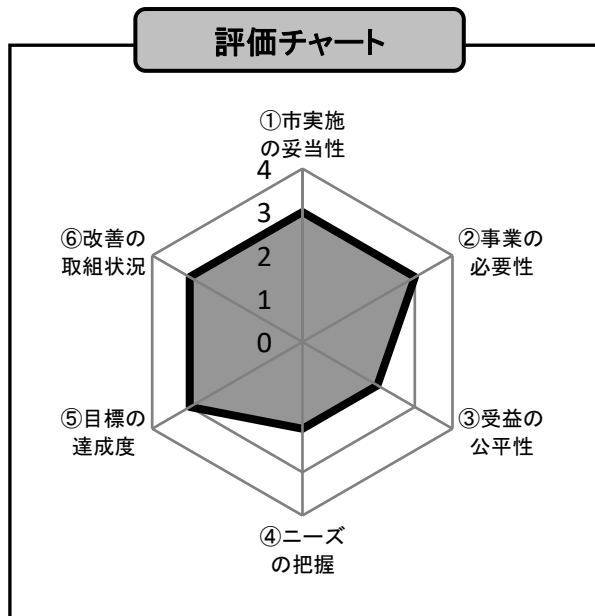 評価チャート
①市実施
の妥当性
4
3
2
1
0
②事業の
必要性
③受益の
公平性
④ニーズ
の把握
⑤目標の
達成度
⑥改善の
取組状況